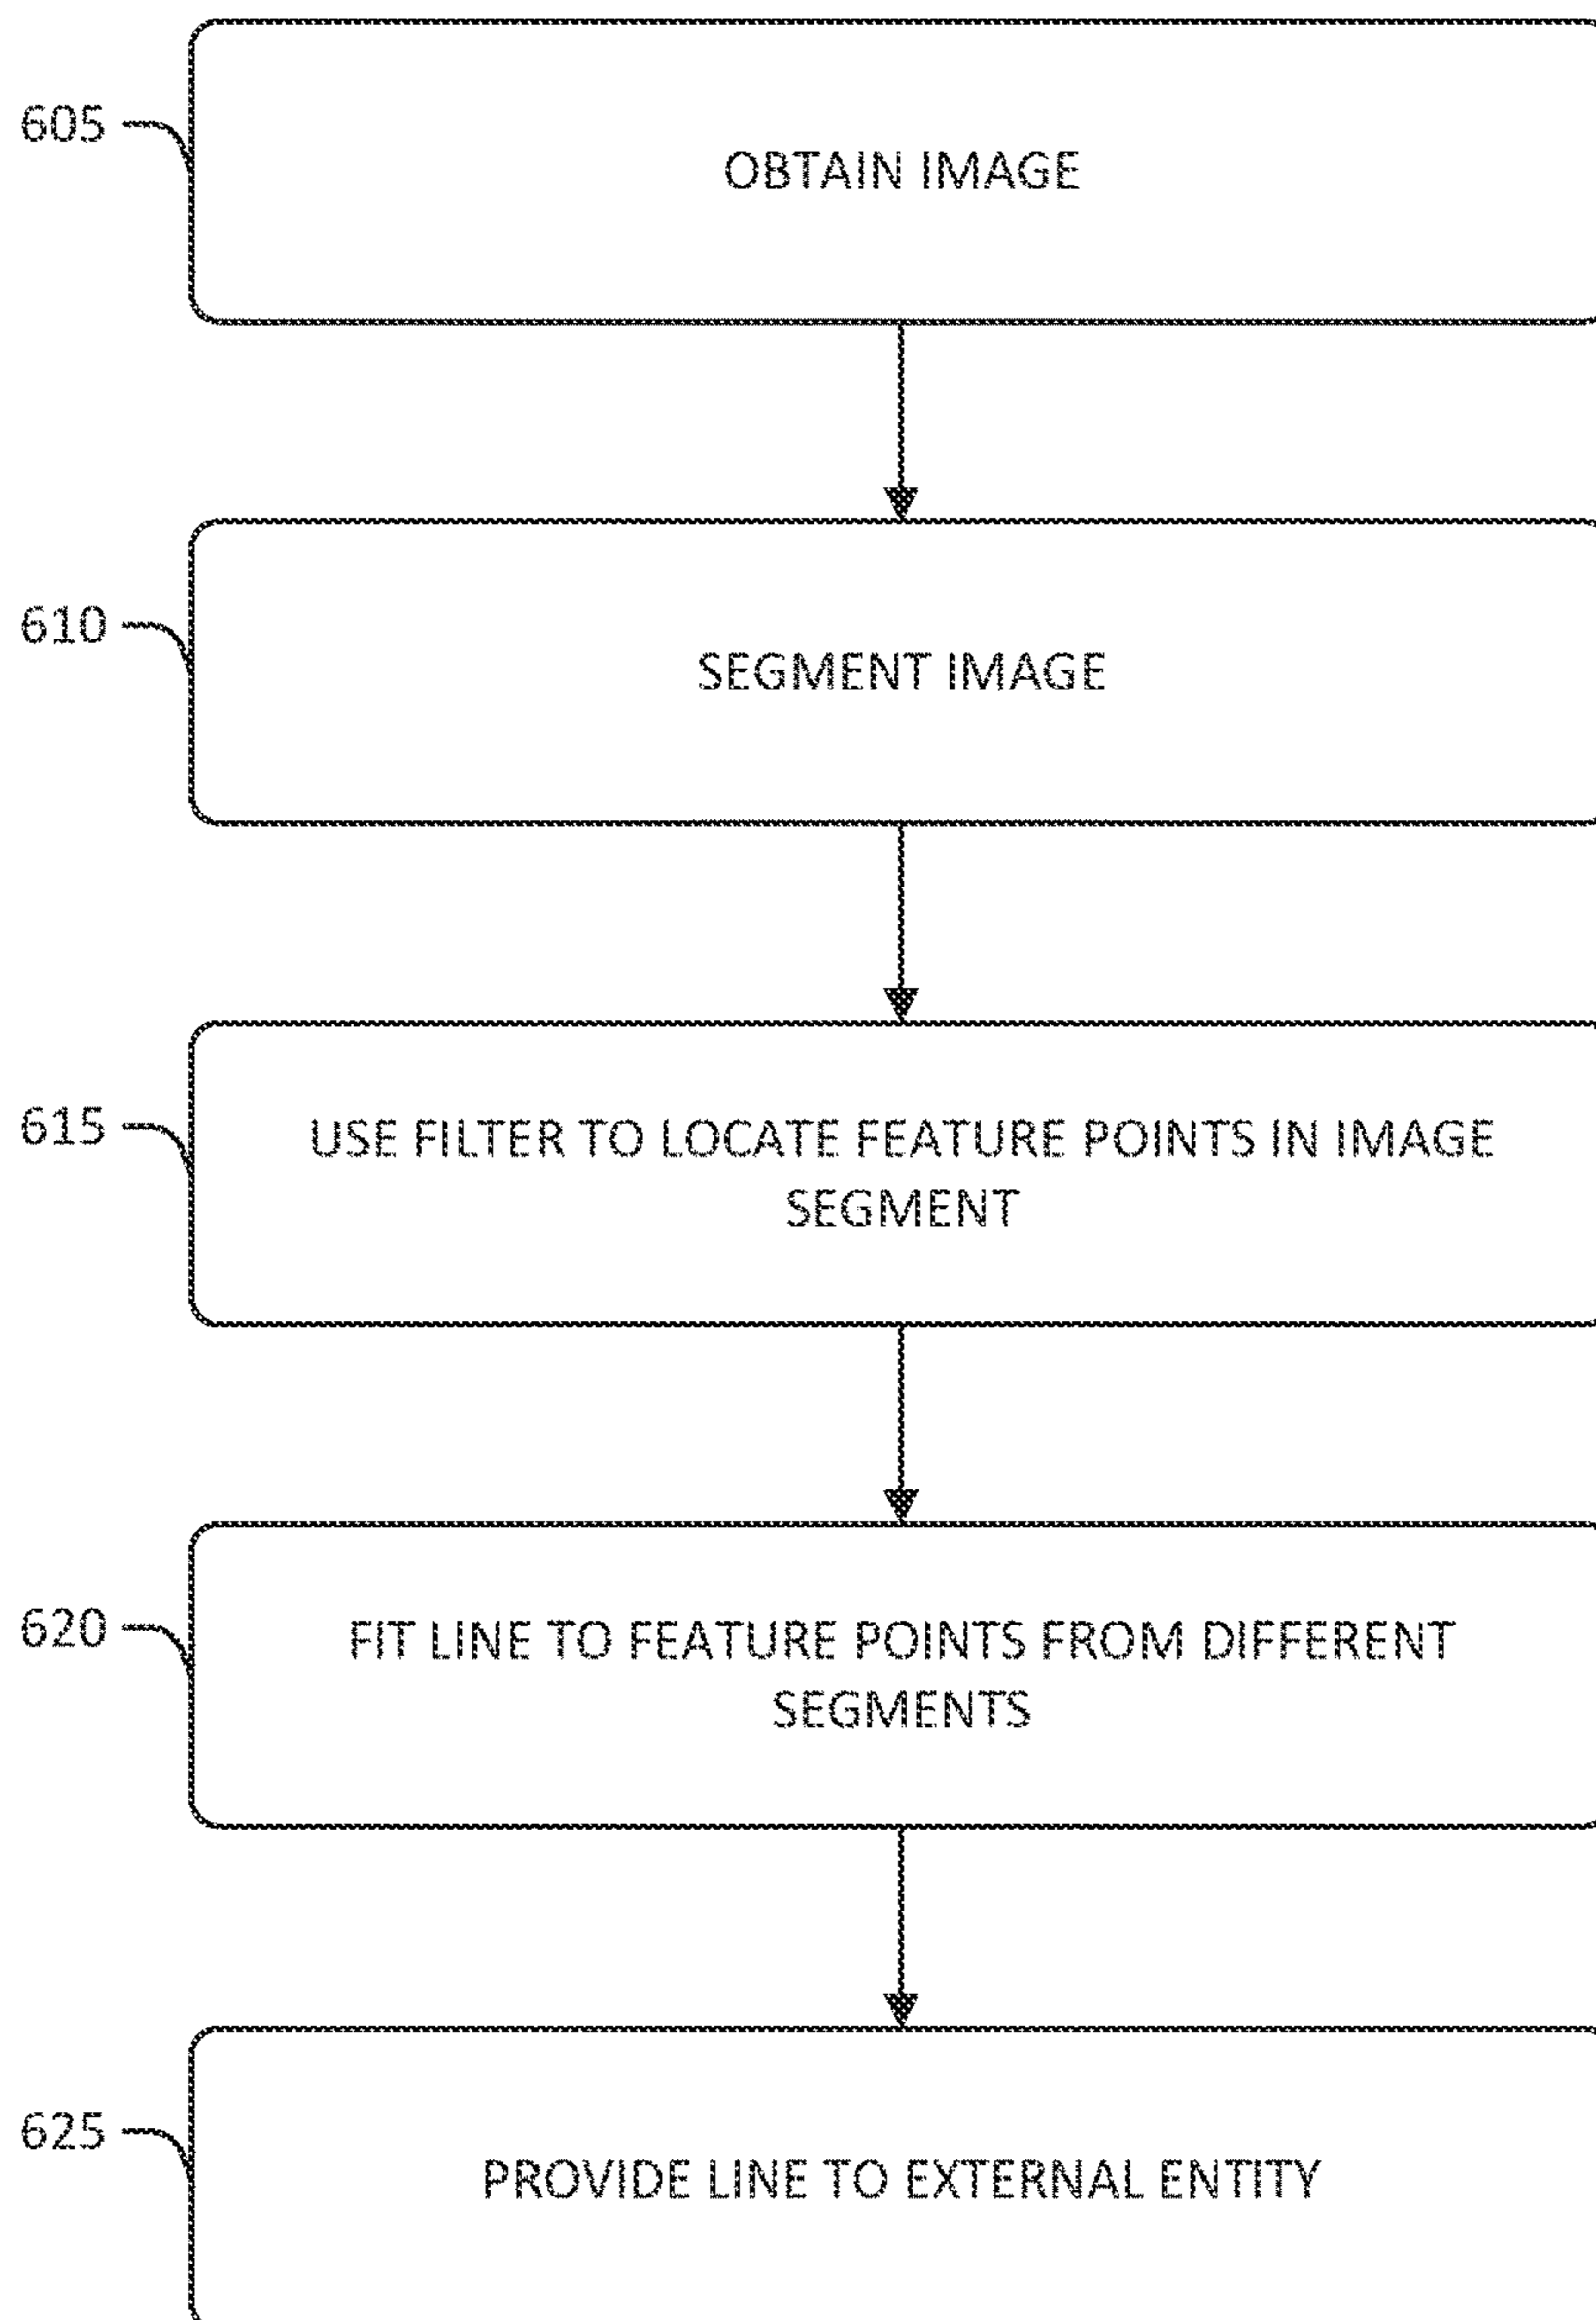 605
OBTAIN IMAGE
610
SEGMENT IMAGE
615
USE FILTER TO LOCATE FEATURE POINTS IN IMAGE
SEGMENT
620
FIT LINE TO FEATURE POINTS FROM DIFFERENT
SEGMENTS
625
PROVIDE LINE TO EXTERNAL ENTITY